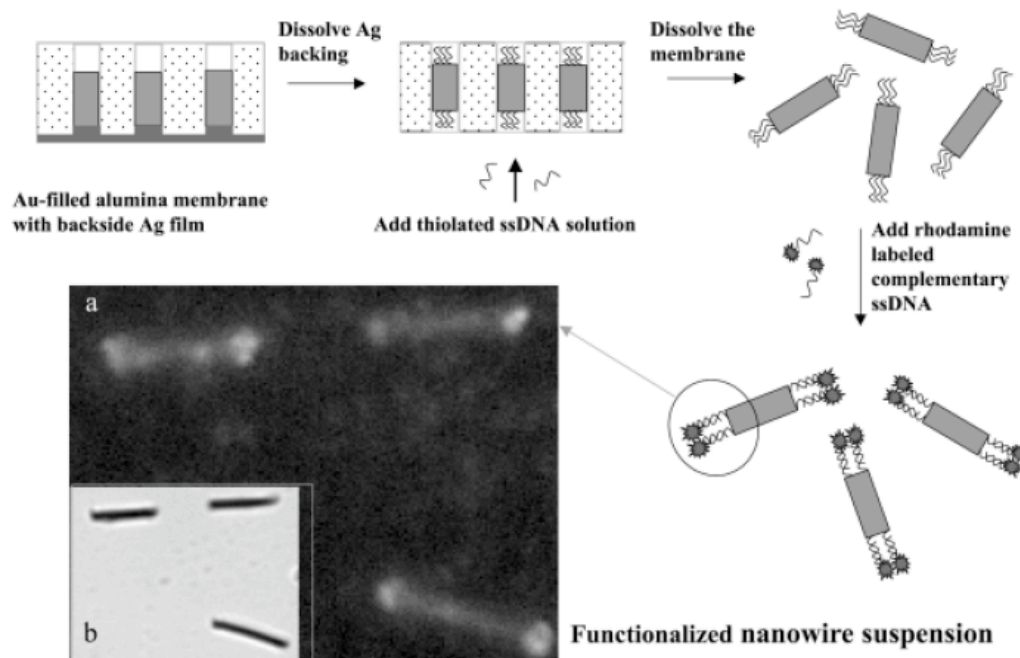 Dissolve Ag
backing
Dissolve the
membrane
Au-filled alumina membrane
with backside Ag film
Add thiolated ssDNA solution
Add rhodamine
labeled
complementary
ssDNA
a
b
Functionalized nanowire suspension